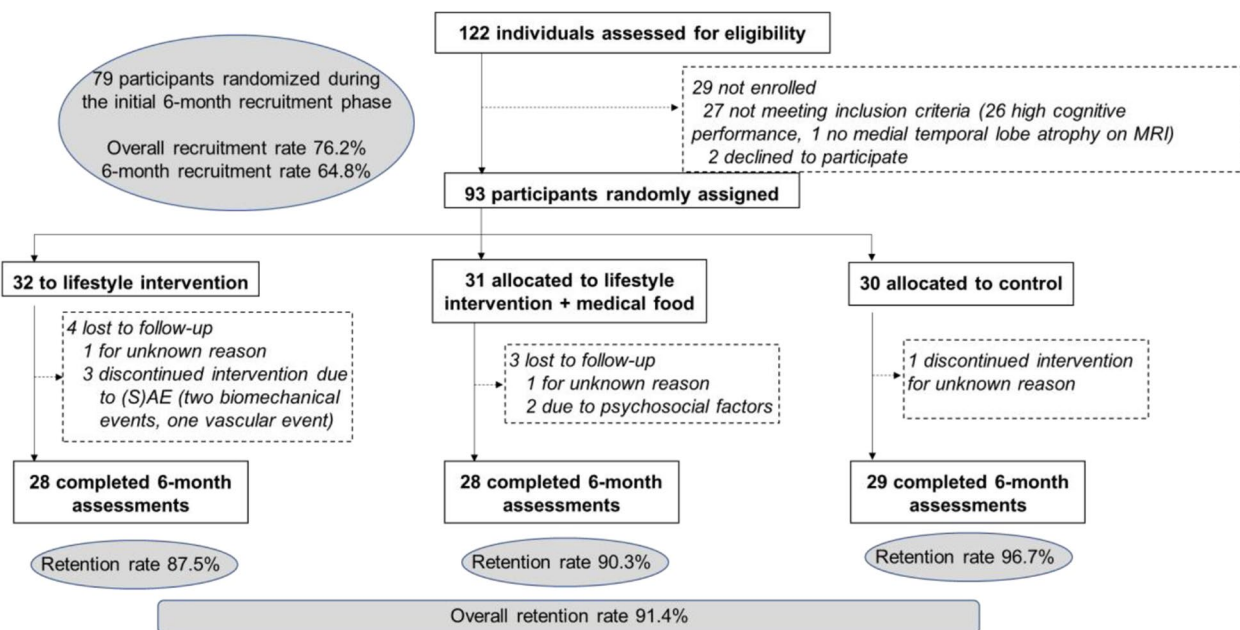 122 individuals assessed for eligibility
79 participants randomized during
the initial 6-month recruitment phase
Overall recruitment rate 76.2%
6-month recruitment rate 64.8%
29 not enrolled
27 not meeting inclusion criteria (26 high cognitive
performance, 1 no medial temporal lobe atrophy on MRI)
2 declined to participate
93 participants randomly assigned
32 to lifestyle intervention
31 allocated to lifestyle
intervention + medical food
30 allocated to control
4 lost to follow-up
1 for unknown reason
3 discontinued intervention due
to (S)AE (two biomechanical
events, one vascular event)
3 lost to follow-up
1 for unknown reason
2 due to psychosocial factors
1 discontinued intervention
for unknown reason
28 completed 6-month
assessments
28 completed 6-month
assessments
29 completed 6-month
assessments
Retention rate 87.5%
Retention rate 90.3%
Retention rate 96.7%
Overall retention rate 91.4%